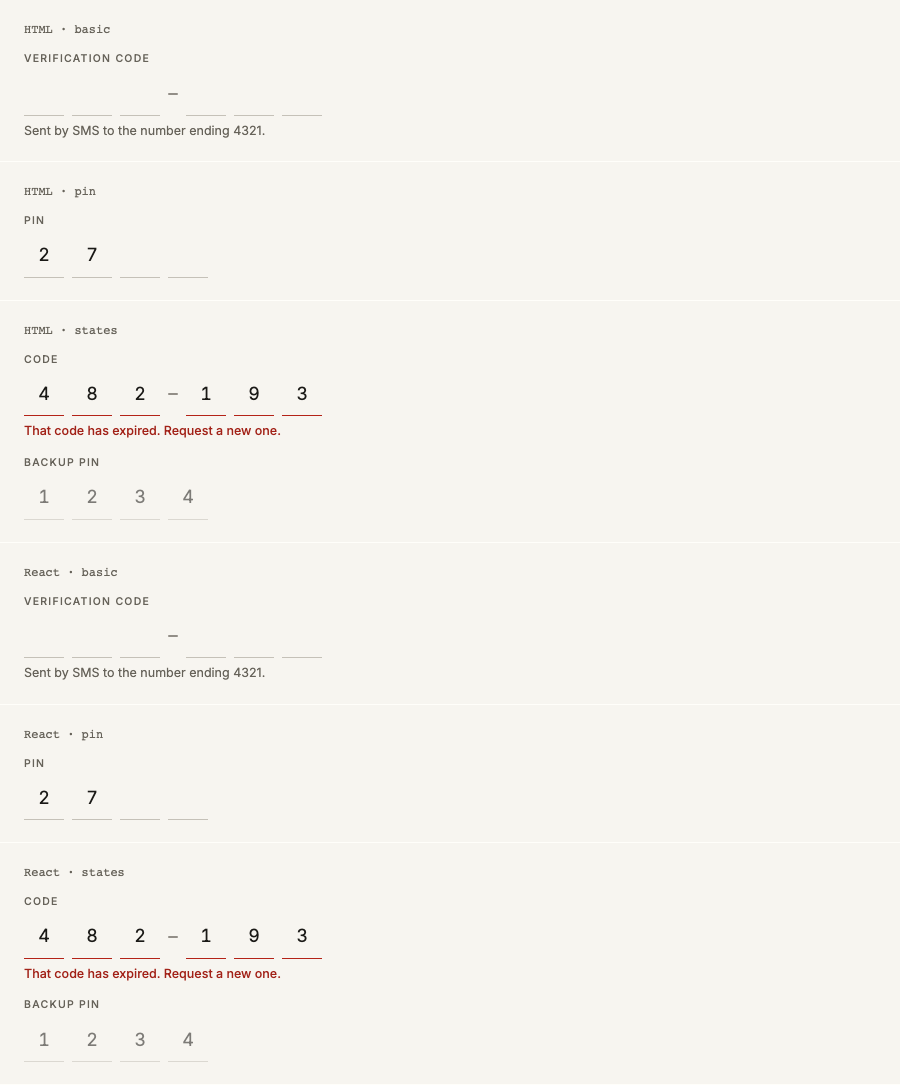 HTML · basic
VERIFICATION CODE
–
Sent by SMS to the number ending 4321.
HTML · pin
PIN
2 7
HTML · states
CODE
4 8 2 – 1 9 3
That code has expired. Request a new one.
BACKUP PIN
1 2 3 4
React · basic
VERIFICATION CODE
–
Sent by SMS to the number ending 4321.
React · pin
PIN
2 7
React · states
CODE
4 8 2 – 1 9 3
That code has expired. Request a new one.
BACKUP PIN
1 2 3 4